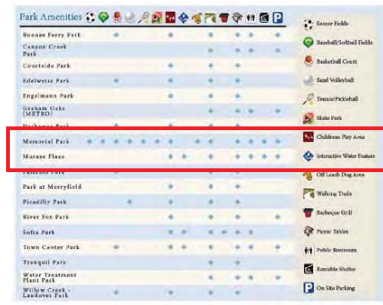 Park Amenities
Boones Ferry Park
Canyon Creek
Park
Courtside Park
Edelweiss Park
Engelmann Park
Graham Oaks
(METRO)
Memorial Park
Murase Plaza
Park at Merryfield
Picadilly Park
River Fox Park
Sofia Park
Town Center Park
Tranquil Park
Water Treatment
Plant Park
Willow Creek -
Landover Park
Soccer Fields
Baseball/Softball Fields
Basketball Court
Sand Volleyball
Tennis/Pickleball
Skate Park
Childrens Play Area
Interactive Water Feature
Off Leash Dog Area
Walking Trails
Barbeque Grill
Picnic Tables
Public Restroom
Rentable Shelter
P On Site Parking